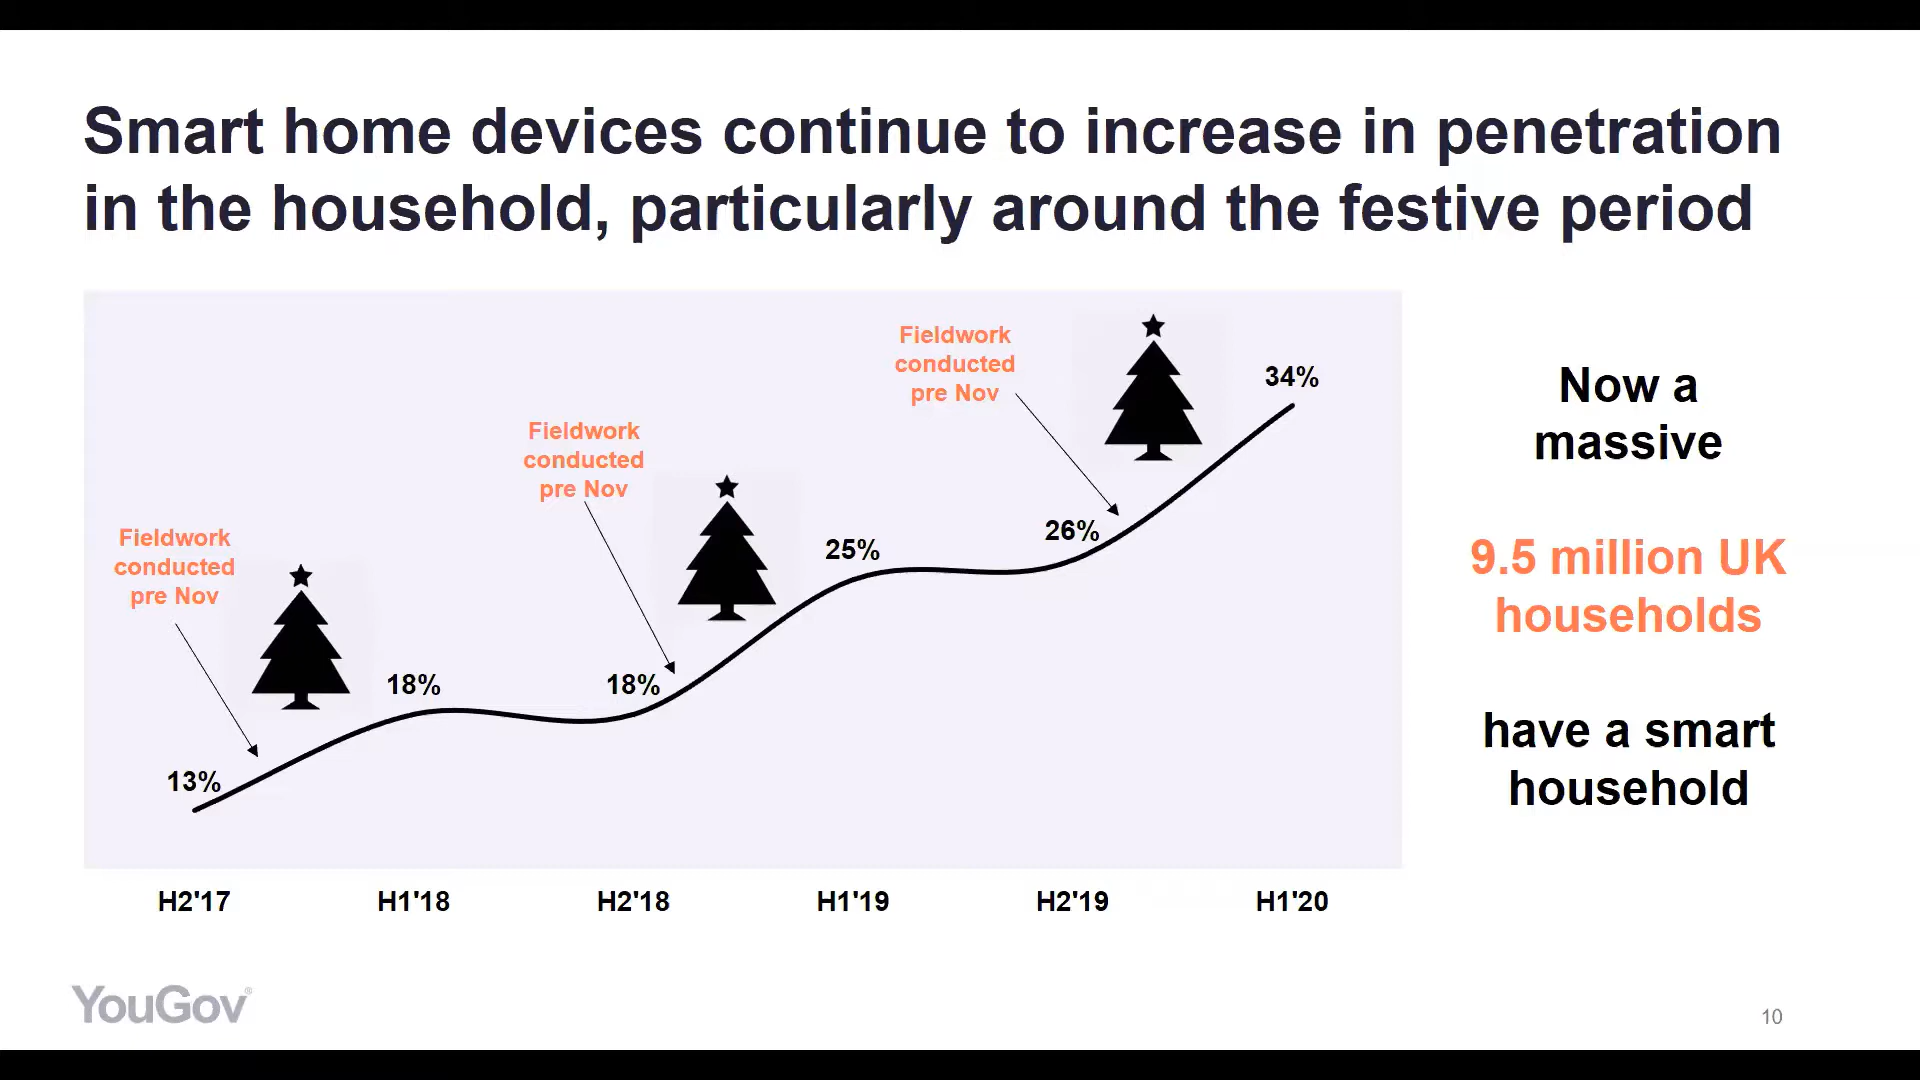 Smart home devices continue to increase in penetration
in the household, particularly around the festive period
Fieldwork
conducted
pre Nov
Fieldwork
conducted
pre Nov
Fieldwork
conducted
pre Nov
13%
18%
18%
25%
26%
34%
H2'17
H1'18
H2'18
H1'19
H2'19
H1'20
Now a
massive
9.5 million UK
households
have a smart
household
YouGov®
10